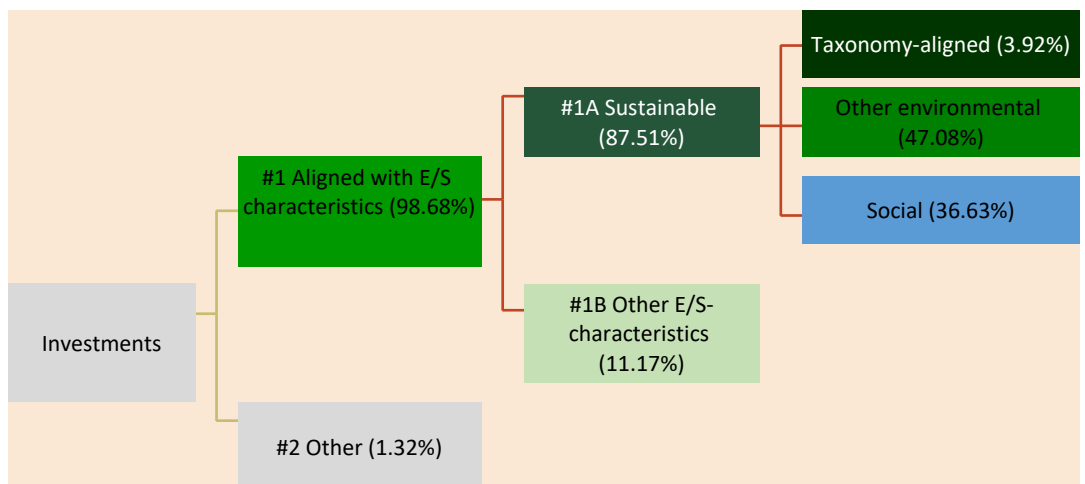 Taxonomy-aligned (3.92%)
#1A Sustainable
(87.51%)
Other environmental
(47.08%)
#1 Aligned with E/S
characteristics (98.68%)
Social (36.63%)
#1B Other E/S-
characteristics
(11.17%)
Investments
#2 Other (1.32%)